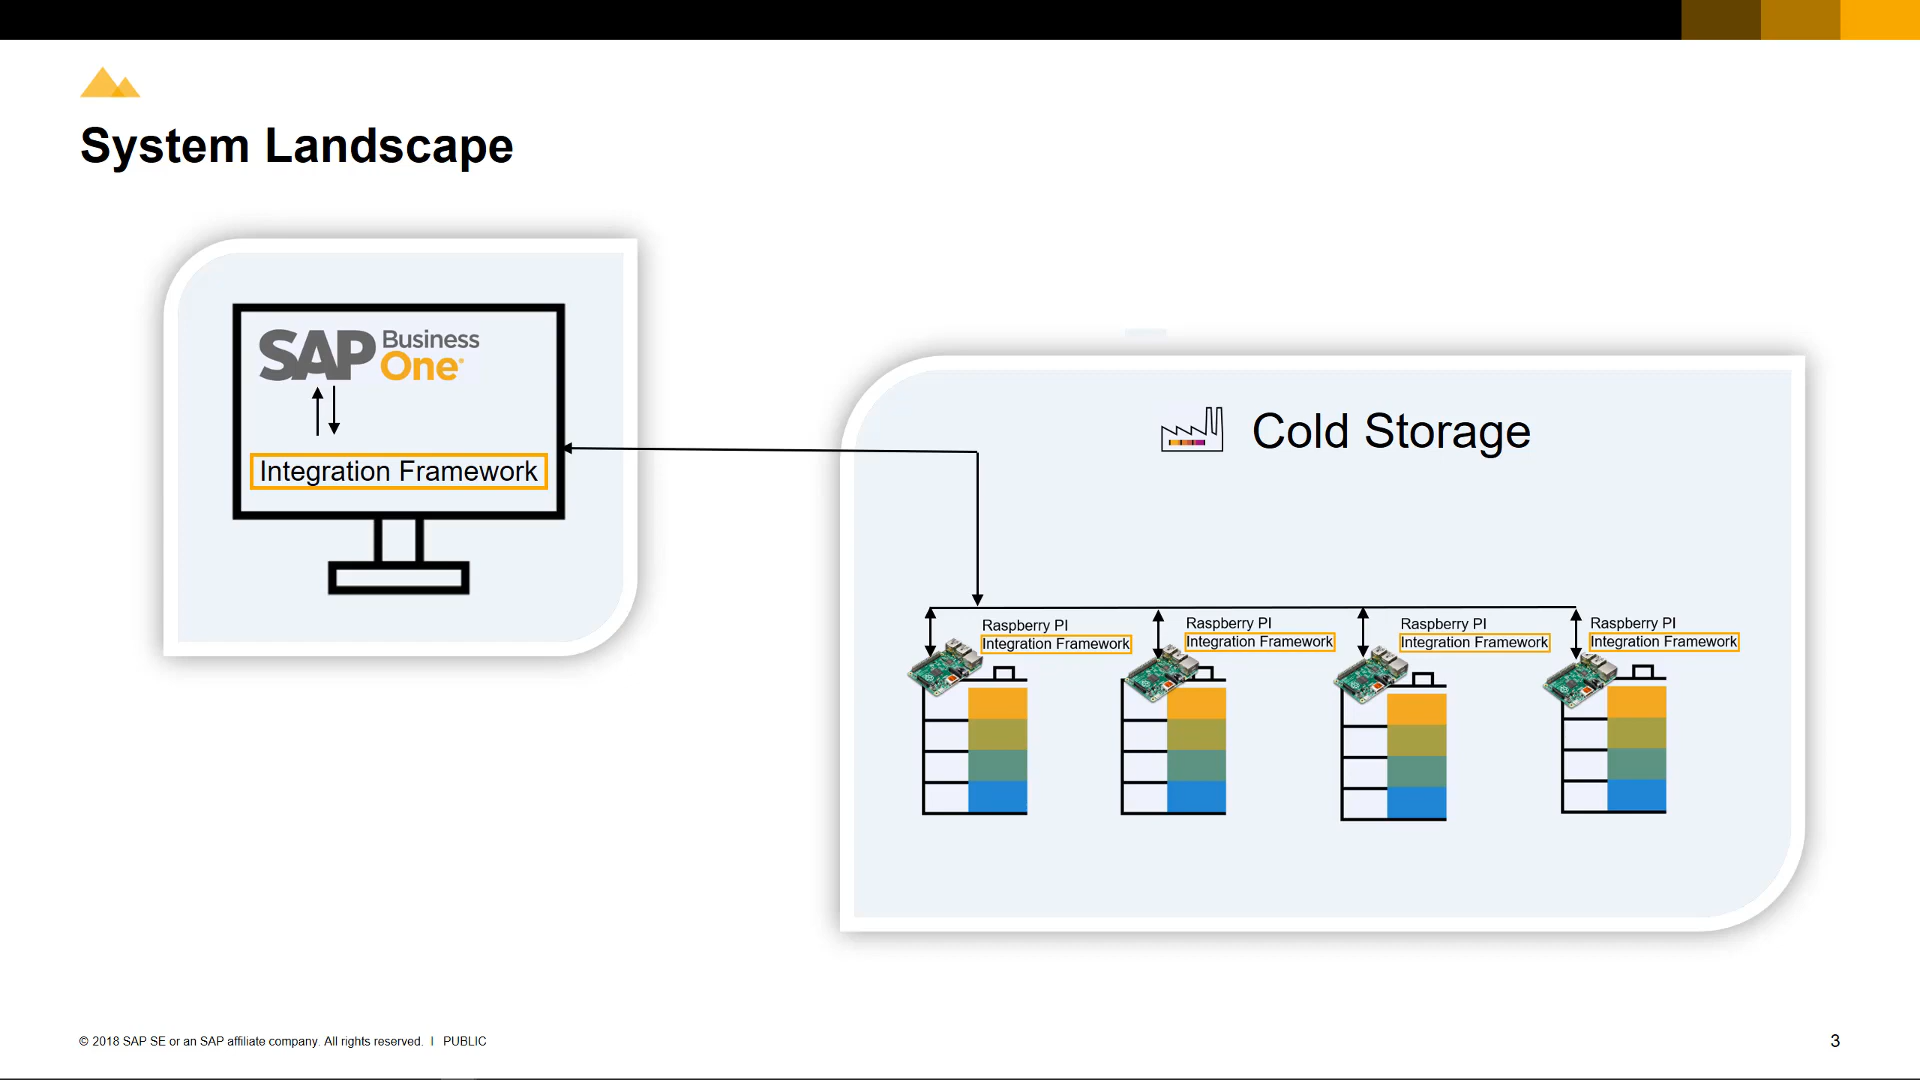 System Landscape
SAP Business
One
Integration Framework
Cold Storage
Raspberry PI
Integration Framework
Raspberry PI
Integration Framework
Raspberry PI
Integration Framework
Raspberry PI
Integration Framework
© 2018 SAP SE or an SAP affiliate company. All rights reserved. I PUBLIC
3